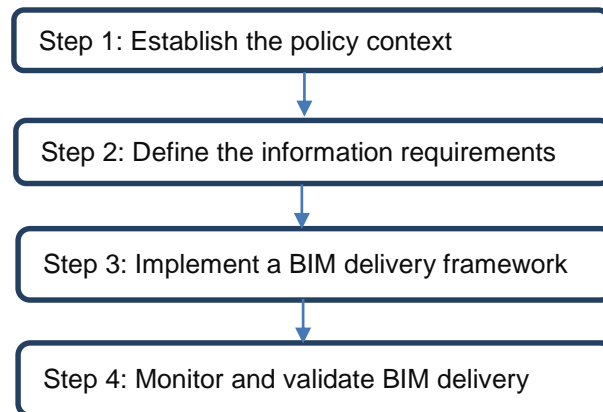 Step 1: Establish the policy context
Step 2: Define the information requirements
Step 3: Implement a BIM delivery framework
Step 4: Monitor and validate BIM delivery